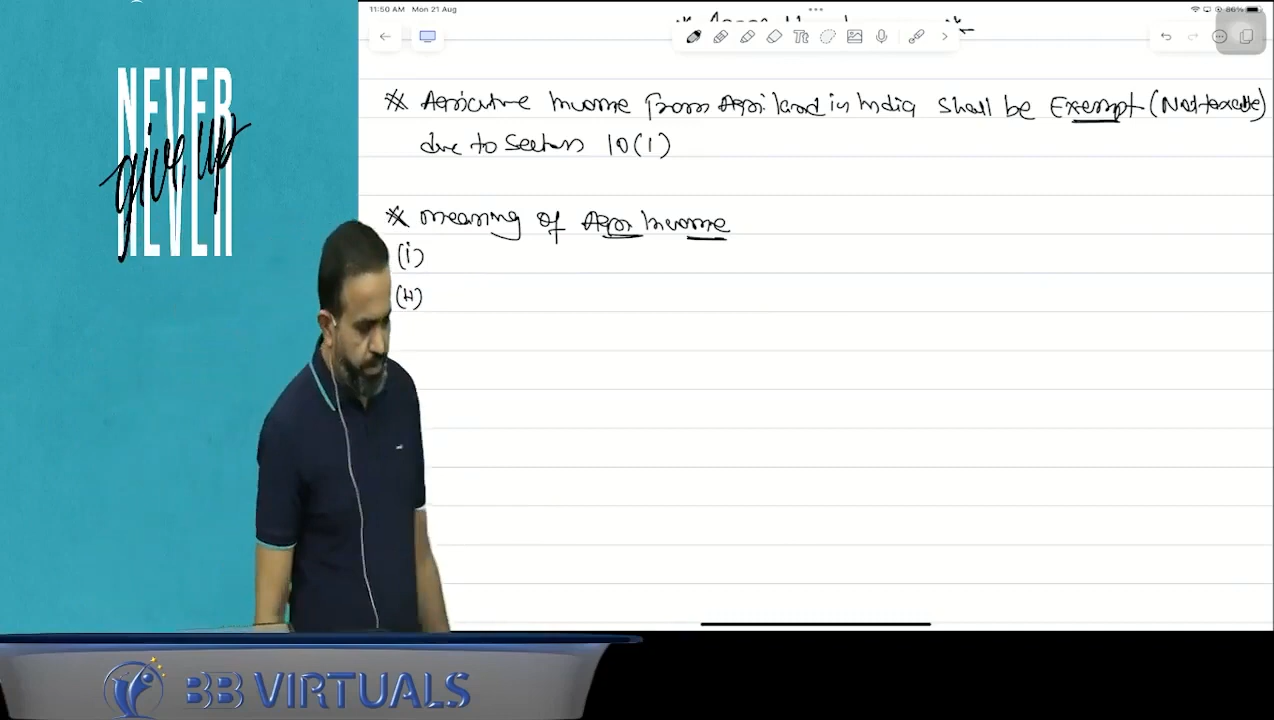 11:50 AM Mon 21 Aug
86%
NEVER
give up
NEVER
* Agriculture Income from Agri land in India shall be Exempt (Not taxable)
due to Section 10(1)
* meaning of Agri Income
(i)
(ii)
BB VIRTUALS